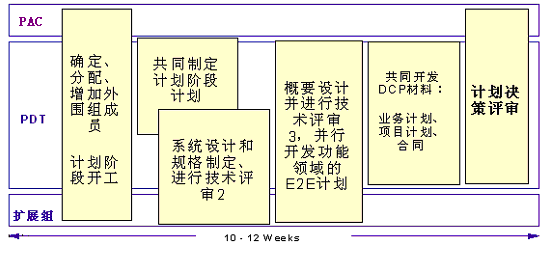 PAC
PDT
扩展组
确定、
分配、
增加外
围组成
员
计划阶
段开工
共同制定
计划阶段
计划
系统设计和
规格制定、
进行技术评
审2
概要设计
并进行技
术评审
3，并行
开发功能
领域的
E2E计划
共同开发
DCP材料：
业务计划、
项目计划、
合同
计划决
策评审
10 - 12 Weeks